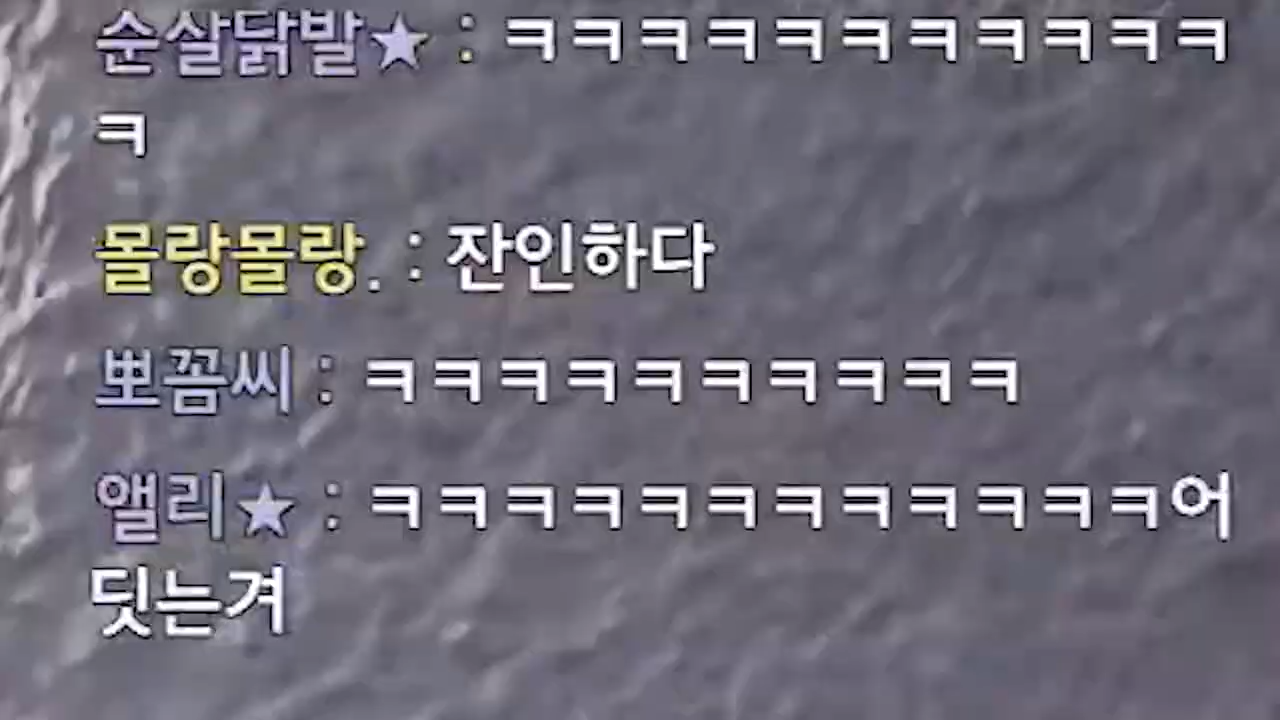 순살닭발★ : ㅋㅋㅋㅋㅋㅋㅋㅋㅋㅋㅋ
ㅋ
몰랑몰랑. : 잔인하다
뽀꼼씨 : ㅋㅋㅋㅋㅋㅋㅋㅋㅋㅋ
앨리★ : ㅋㅋㅋㅋㅋㅋㅋㅋㅋㅋㅋㅋ어
딧는겨